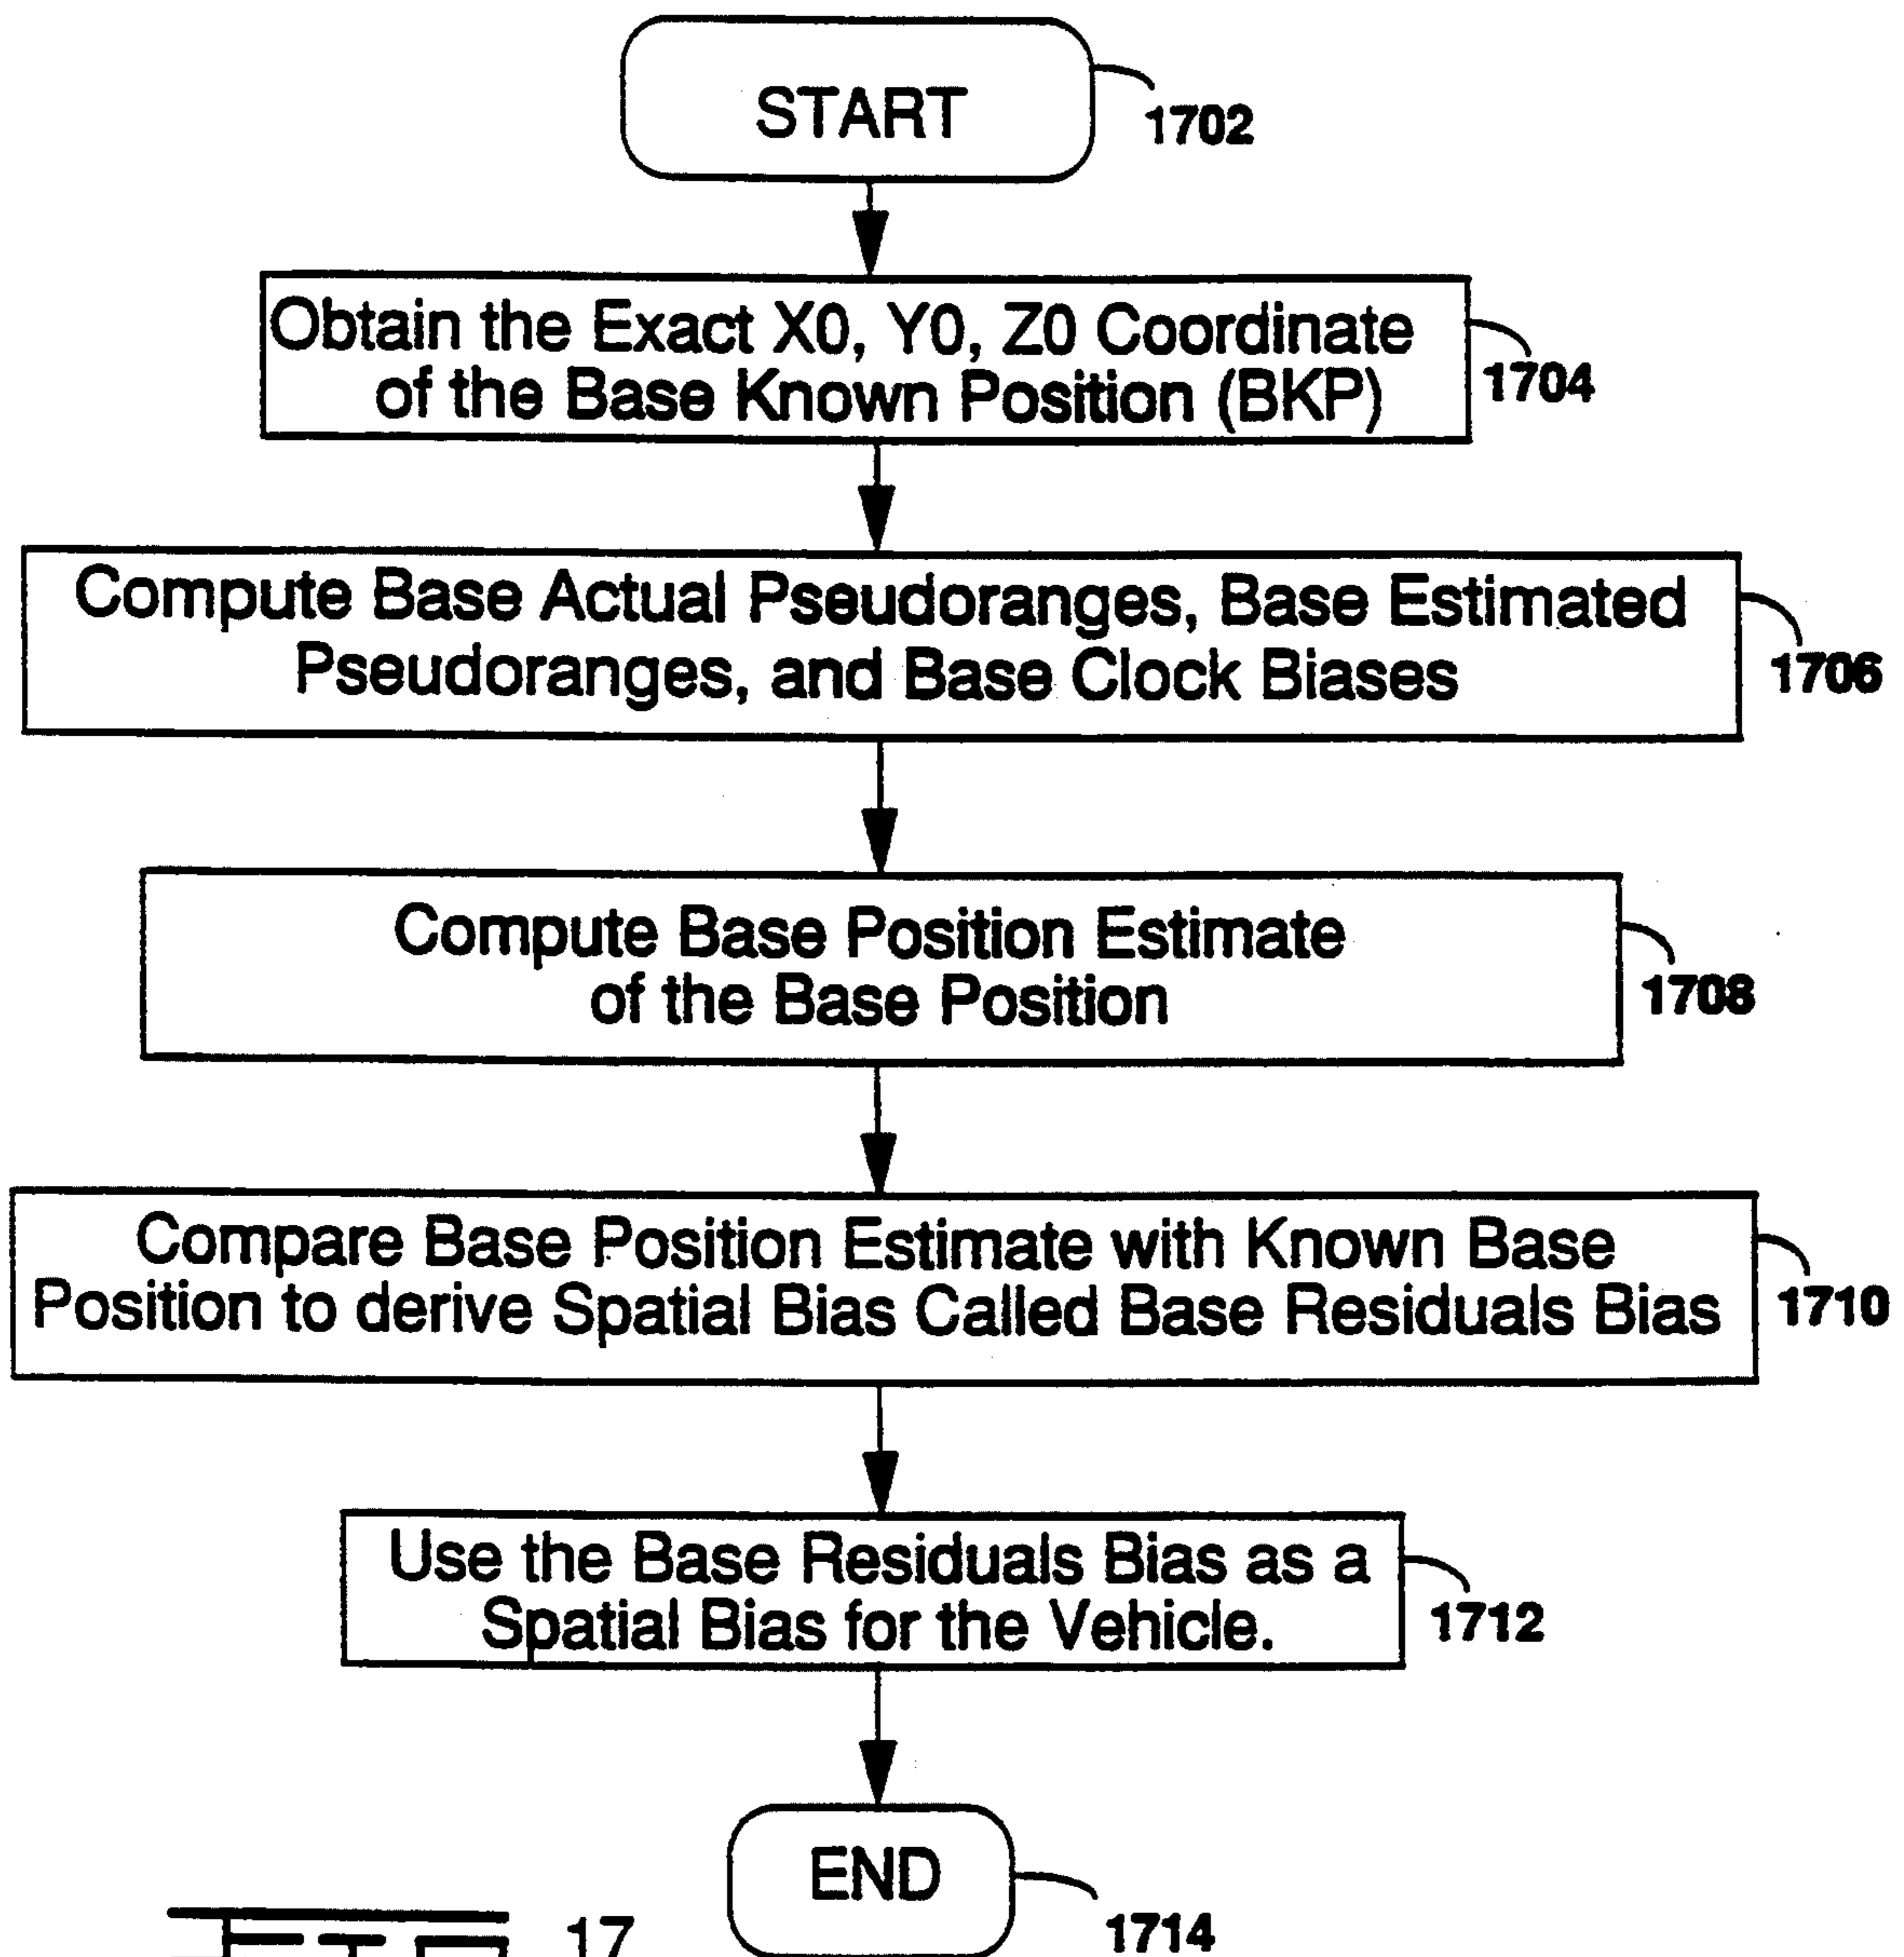 START
1702
Obtain the Exact X0, Y0, Z0 Coordinate
of the Base Known Position (BKP)
1704
Compute Base Actual Pseudoranges, Base Estimated
Pseudoranges, and Base Clock Biases
1706
Compute Base Position Estimate
of the Base Position
1708
Compare Base Position Estimate with Known Base
Position to derive Spatial Bias Called Base Residuals Bias
1710
Use the Base Residuals Bias as a
Spatial Bias for the Vehicle.
1712
END
1714
17